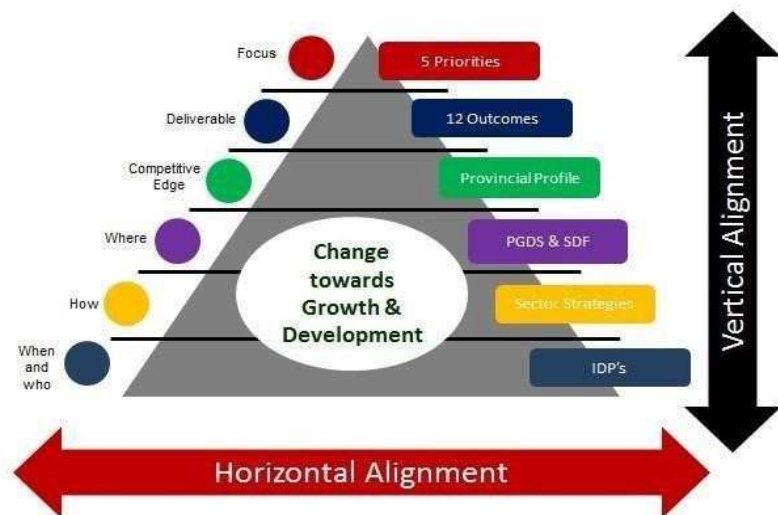 Focus
5 Priorities
Deliverable
12 Outcomes
Competitive
Edge
Provincial Profile
Where
PGDS & SDF
Change
towards
Growth &
Development
How
Sector Strategies
When
and
who
IDP's
Vertical Alignment
Horizontal Alignment